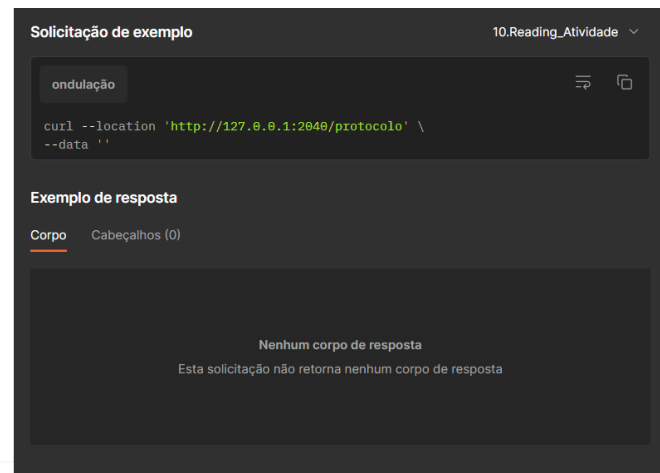 Solicitação de exemplo
10.Reading_Atividade
ondulação
curl --location 'http://127.0.0.1:2040/protocolo' \
--data ''
Exemplo de resposta
Corpo Cabeçalhos (0)
Nenhum corpo de resposta
Esta solicitação não retorna nenhum corpo de resposta